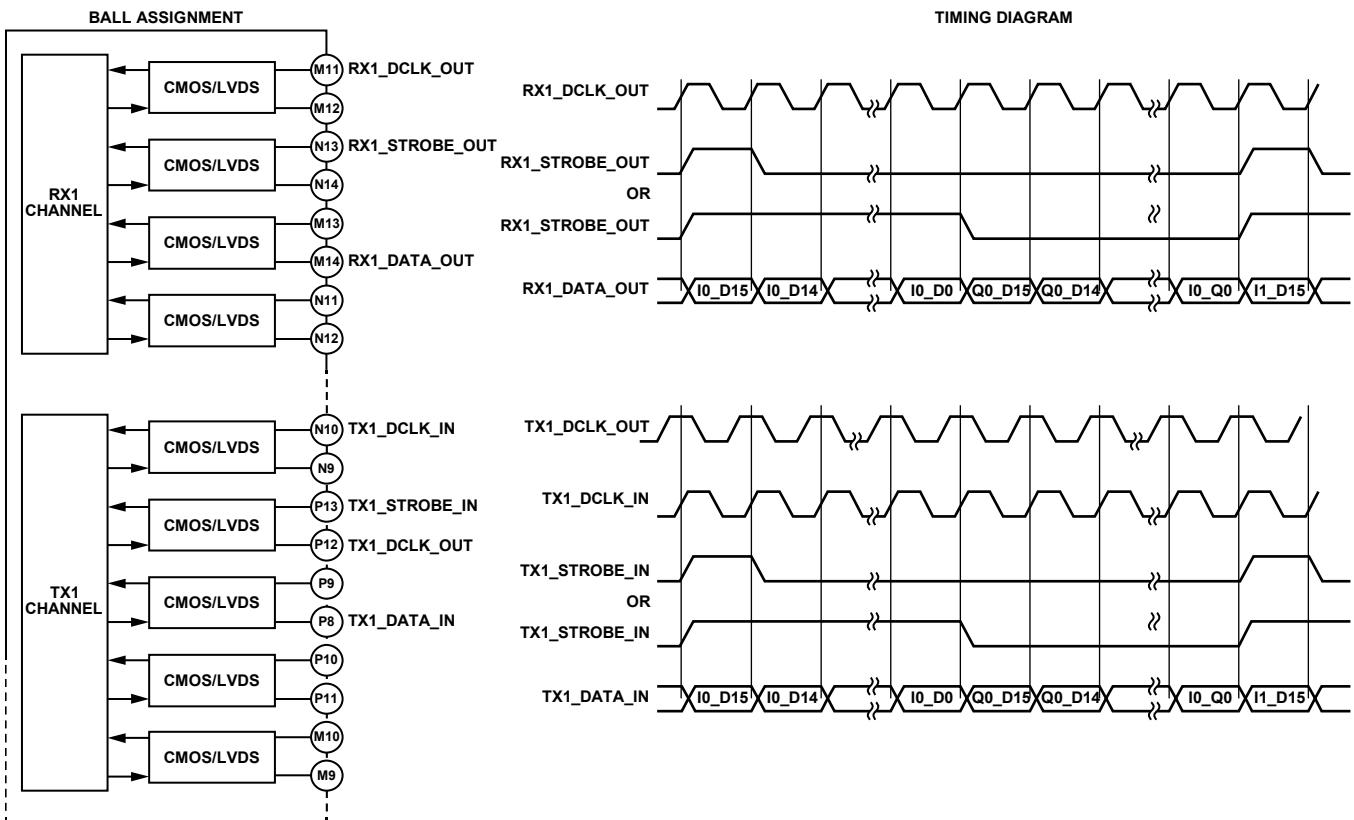 BALL ASSIGNMENT
RX1
CHANNEL
CMOS/LVDS
M11 RX1_DCLK_OUT
M12
CMOS/LVDS
N13 RX1_STROBE_OUT
N14
CMOS/LVDS
M13
M14 RX1_DATA_OUT
CMOS/LVDS
N11
N12
TX1
CHANNEL
CMOS/LVDS
N10 TX1_DCLK_IN
N9
CMOS/LVDS
P13 TX1_STROBE_IN
P12 TX1_DCLK_OUT
CMOS/LVDS
P9
P8 TX1_DATA_IN
CMOS/LVDS
P10
P11
CMOS/LVDS
M10
M9
TIMING DIAGRAM
RX1_DCLK_OUT
RX1_STROBE_OUT
OR
RX1_STROBE_OUT
RX1_DATA_OUT I0_D15 I0_D14 I0_D0 Q0_D15 Q0_D14 I0_Q0 I1_D15
TX1_DCLK_OUT
TX1_DCLK_IN
TX1_STROBE_IN
OR
TX1_STROBE_IN
TX1_DATA_IN I0_D15 I0_D14 I0_D0 Q0_D15 Q0_D14 I0_Q0 I1_D15